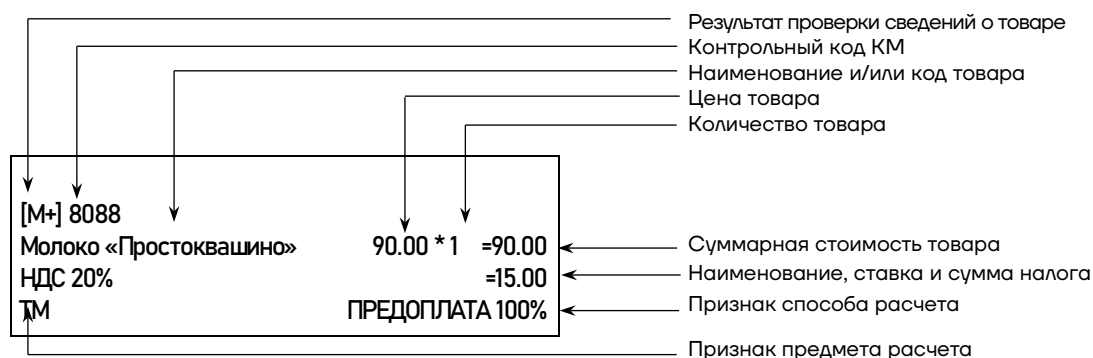 Результат проверки сведений о товаре
Контрольный код КМ
Наименование и/или код товара
Цена товара
Количество товара
[M+] 8088
Молоко «Простоквашино» 90.00 * 1 =90.00
НДС 20% =15.00
ТМ ПРЕДОПЛАТА 100%
Суммарная стоимость товара
Наименование, ставка и сумма налога
Признак способа расчета
Признак предмета расчета